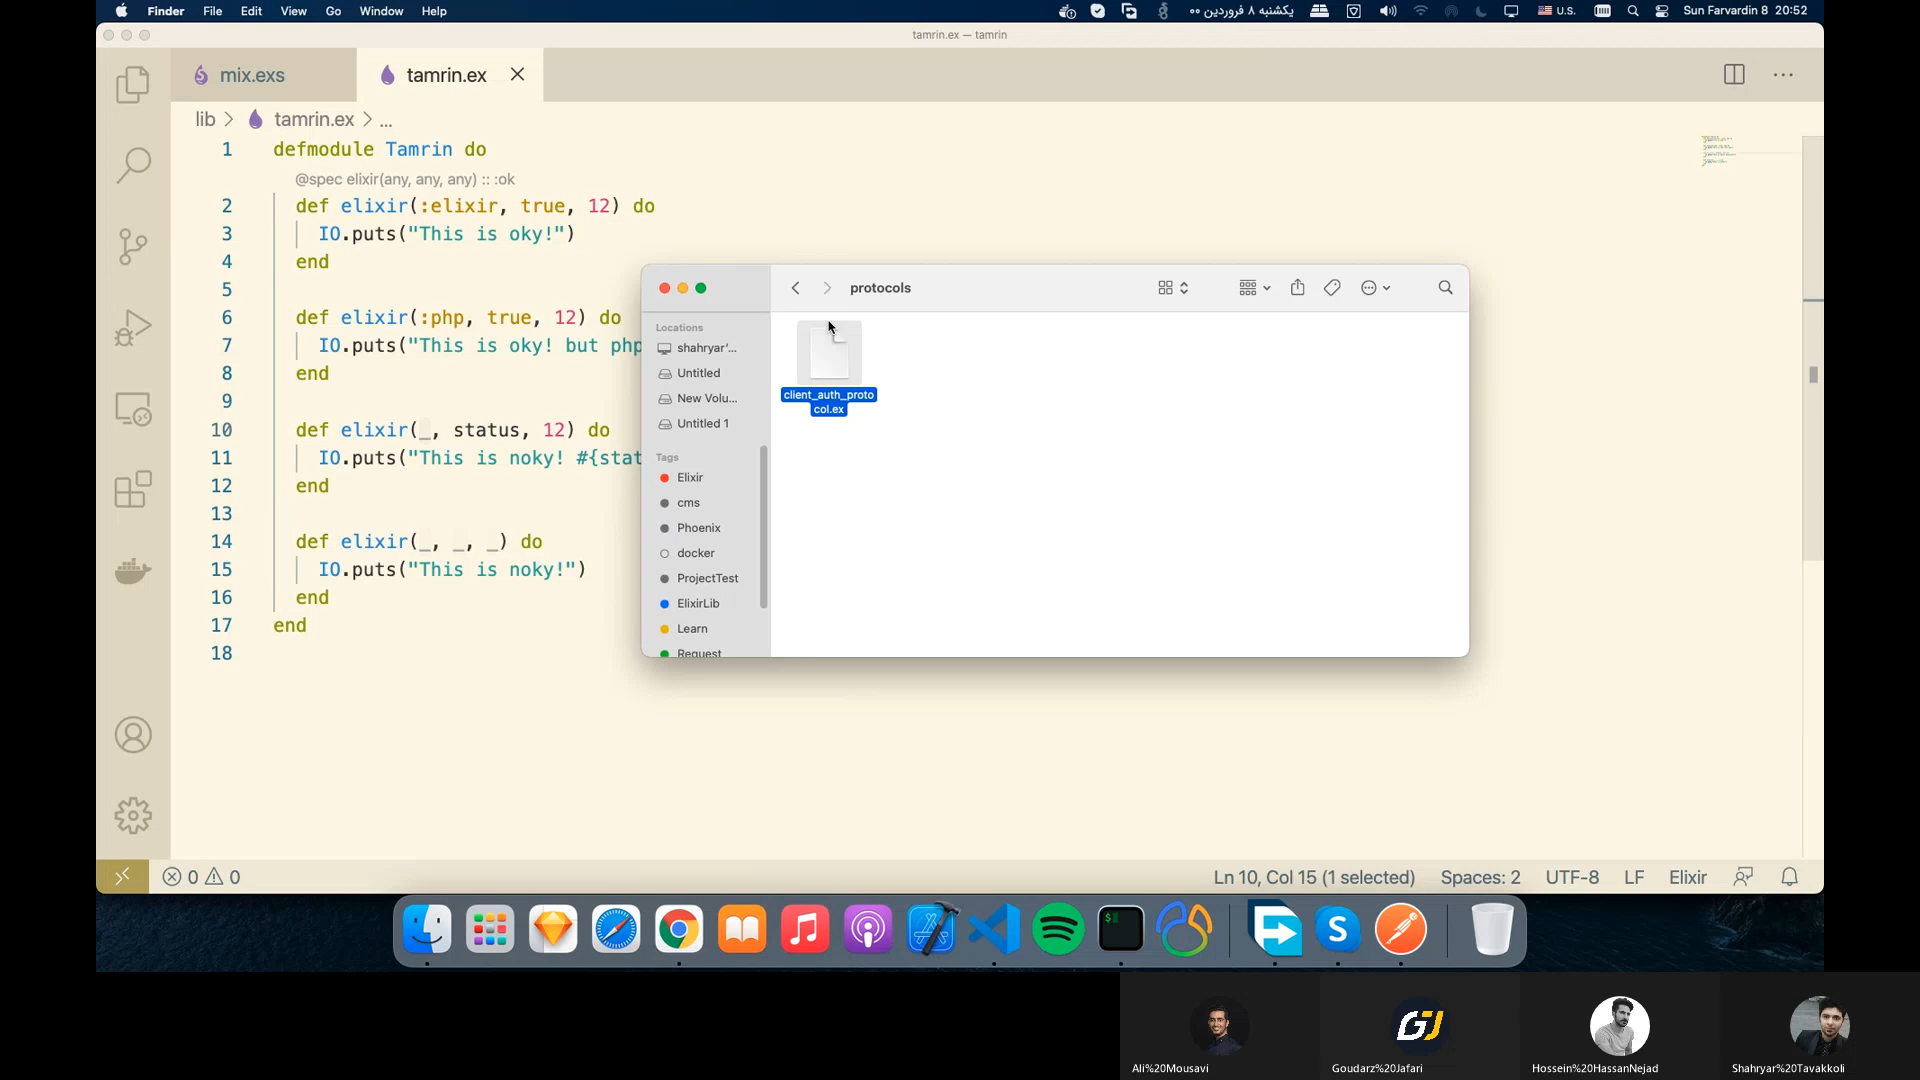 Finder File Edit View Go Window Help
یکشنبه ۸ فروردین ۰۰
U.S.
Sun Farvardin 8 20:52
tamrin.ex — tamrin
mix.exs
tamrin.ex
lib > tamrin.ex > ...
1 defmodule Tamrin do
@spec elixir(any, any, any) :: :ok
2 def elixir(:elixir, true, 12) do
3 IO.puts("This is oky!")
4 end
5
6 def elixir(:php, true, 12) do
7 IO.puts("This is oky! but php
8 end
9
10 def elixir(_, status, 12) do
11 IO.puts("This is noky! #{stat
12 end
13
14 def elixir(_, _, _) do
15 IO.puts("This is noky!")
16 end
17 end
18
protocols
Locations
shahryar'...
Untitled
New Volu...
Untitled 1
Tags
Elixir
cms
Phoenix
docker
ProjectTest
ElixirLib
Learn
Request
client_auth_proto
col.ex
0 0
Ln 10, Col 15 (1 selected) Spaces: 2 UTF-8 LF Elixir
Ali%20Mousavi
Goudarz%20Jafari
Hossein%20HassanNejad
Shahryar%20Tavakkoli